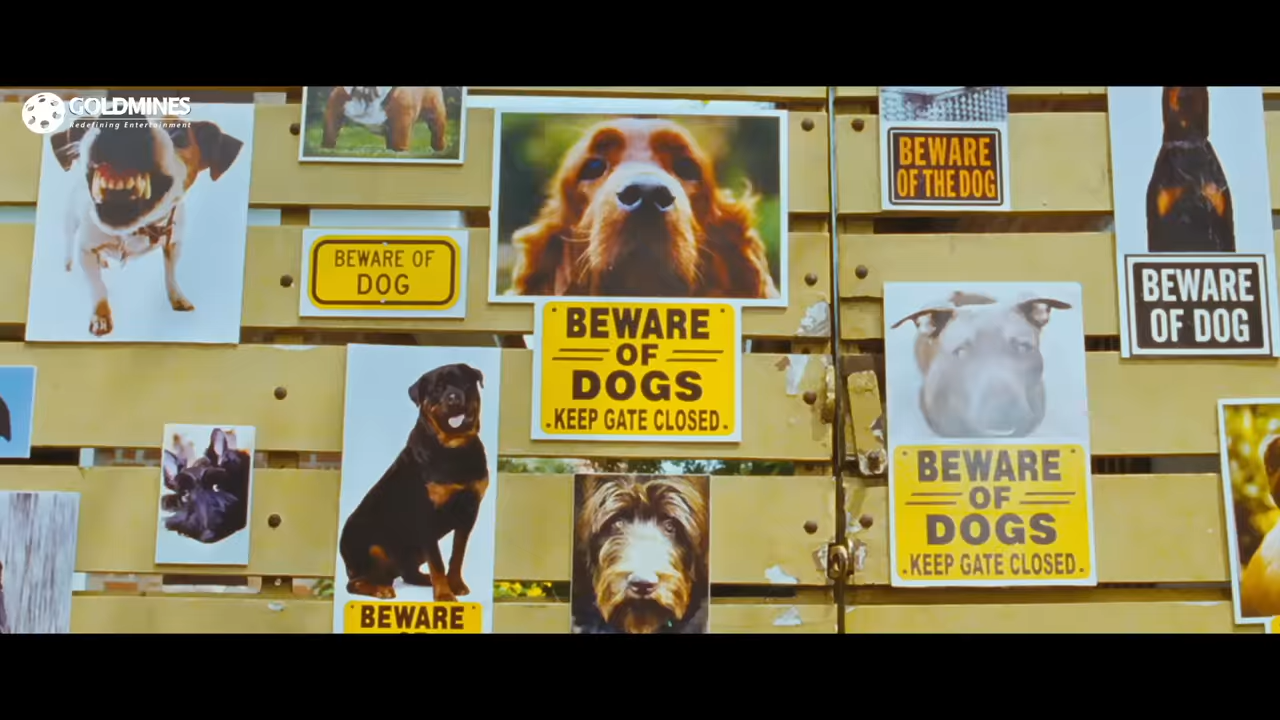 GOLDMINES
Redefining Entertainment
BEWARE OF
DOG
BEWARE
OF
DOGS
KEEP GATE CLOSED
BEWARE
OF THE DOG
BEWARE
OF DOG
BEWARE
OF
DOGS
KEEP GATE CLOSED
BEWARE